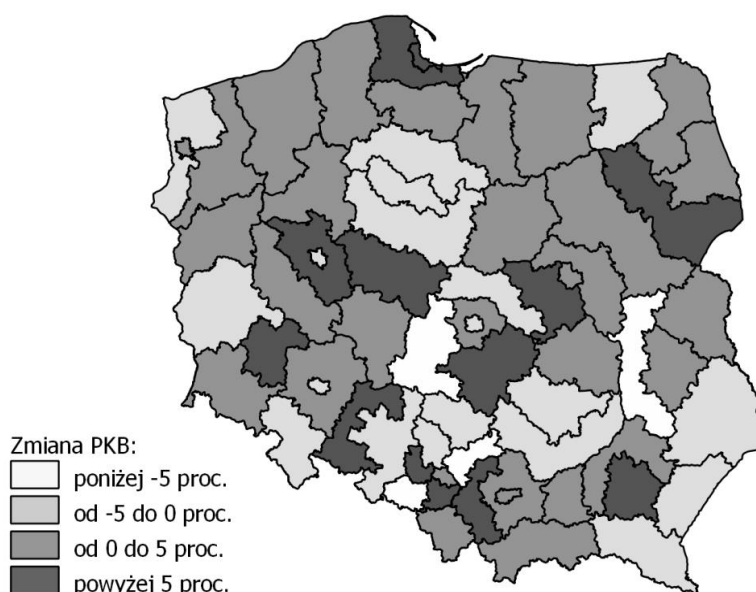 Zmiana PKB:
poniżej -5 proc.
od -5 do 0 proc.
od 0 do 5 proc.
powyżej 5 proc.